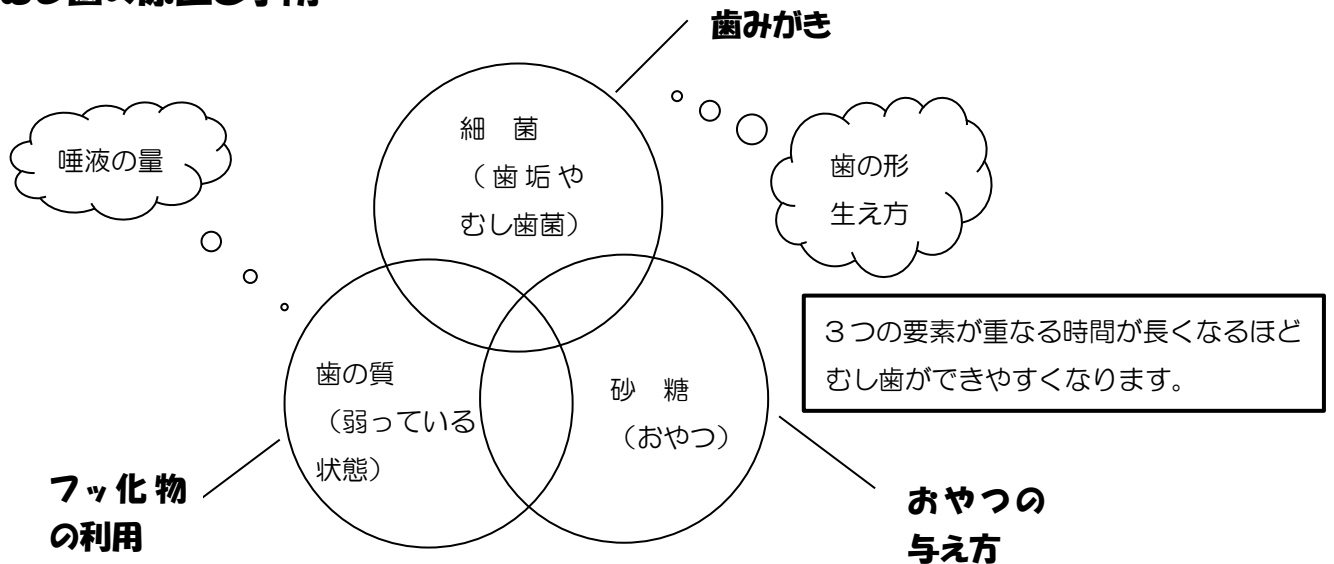 歯みがき
細 菌
(歯垢や
むし歯菌)
唾液の量
歯の形
生え方
3つの要素が重なる時間が長くなるほど
むし歯ができやすくなります。
歯の質
(弱っている
状態)
砂 糖
(おやつ)
フッ化物
の利用
おやつの
与え方